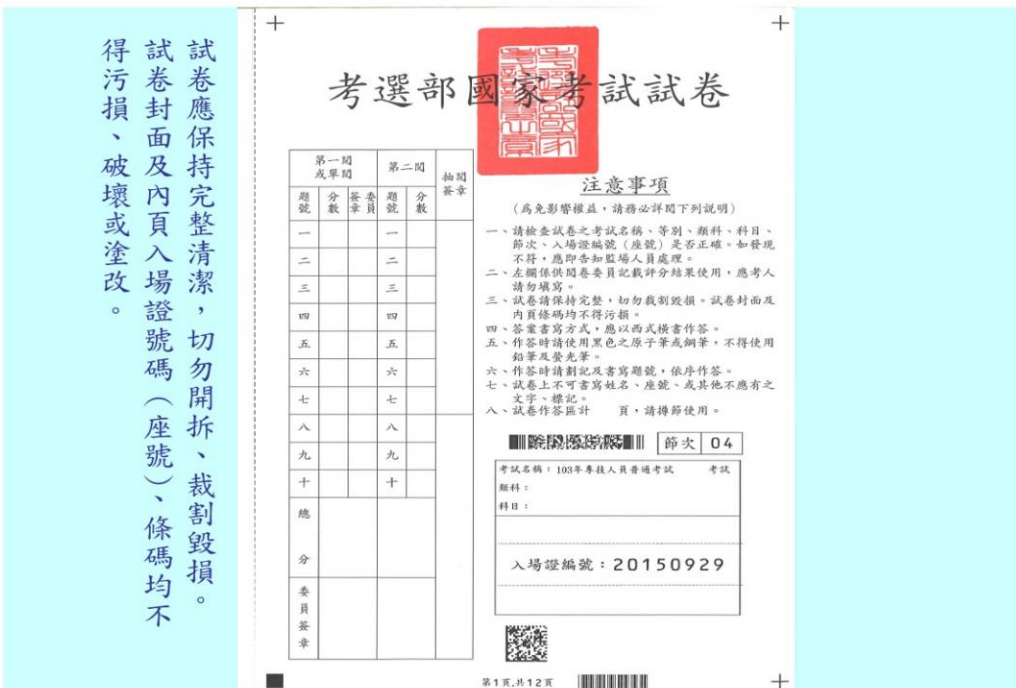 試卷應保持完整清潔，切勿開拆、裁割毀損。
試卷封面及內頁入場證號碼（座號）、條碼均不
得污損、破壞或塗改。
考選部國家考試試卷
第一閱
或單閱
第二閱
抽閱
簽章
題號
分數
簽章
委員
題號
分數
一 一
二 二
三 三
四 四
五 五
六 六
七 七
八 八
九 九
十 十
總分
委員簽章
注意事項
（為免影響權益，請務必詳閱下列說明）
一、請檢查試卷之考試名稱、等別、類科、科目、
節次、入場證編號（座號）是否正確。如發現
不符，應即告知監場人員處理。
二、左欄係供閱卷委員記載評分結果使用，應考人
請勿填寫。
三、試卷請保持完整，切勿裁割毀損。試卷封面及
內頁條碼均不得污損。
四、答案書寫方式，應以西式橫書作答。
五、作答時請使用黑色之原子筆或鋼筆，不得使用
鉛筆及螢光筆。
六、作答時請劃記及書寫題號，依序作答。
七、試卷上不可書寫姓名、座號、或其他不應有之
文字、標記。
八、試卷作答區計　頁，請撙節使用。
節次 04
考試名稱：103年專技人員普通考試 考試
類科：
科目：
入場證編號：20150929
第1頁,共12頁